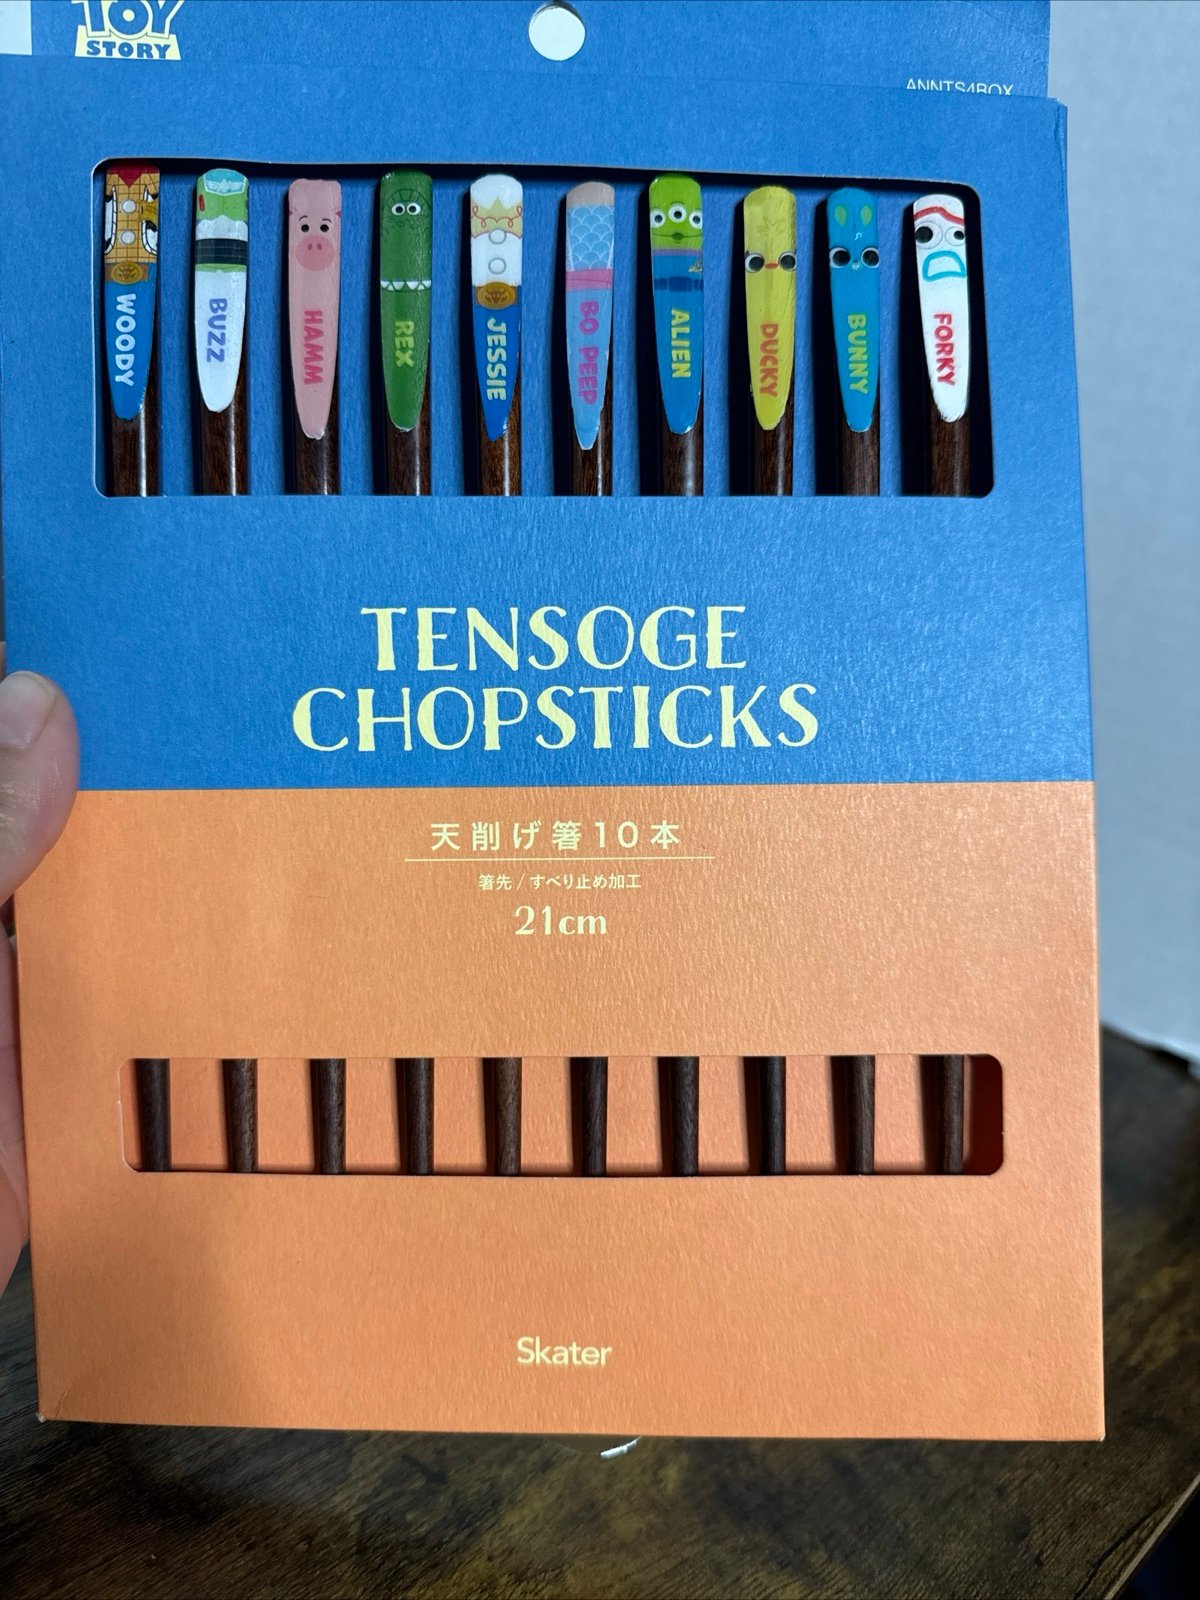 TOY
STORY
ANNTS4BOX
WOODY
BUZZ
HAMM
REX
JESSIE
BO PEEP
ALIEN
DUCKY
BUNNY
FORKY
TENSOGE
CHOPSTICKS
天削げ箸10本
箸先/すべり止め加工
21cm
Skater